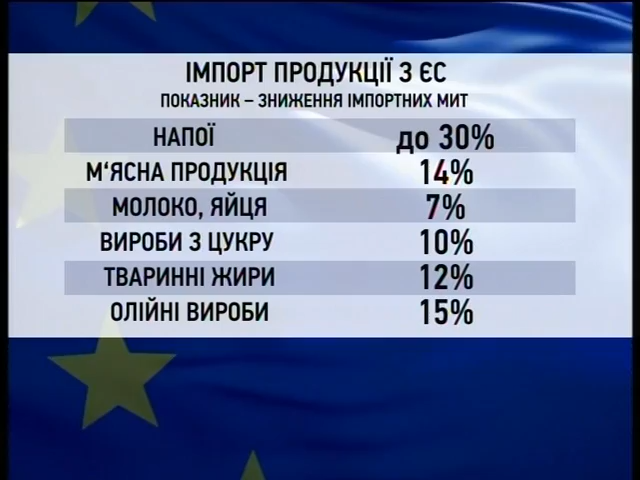 ІМПОРТ ПРОДУКЦІЇ З ЄС
ПОКАЗНИК – ЗНИЖЕННЯ ІМПОРТНИХ МИТ
НАПОЇ до 30%
М‘ЯСНА ПРОДУКЦІЯ 14%
МОЛОКО, ЯЙЦЯ 7%
ВИРОБИ З ЦУКРУ 10%
ТВАРИННІ ЖИРИ 12%
ОЛІЙНІ ВИРОБИ 15%